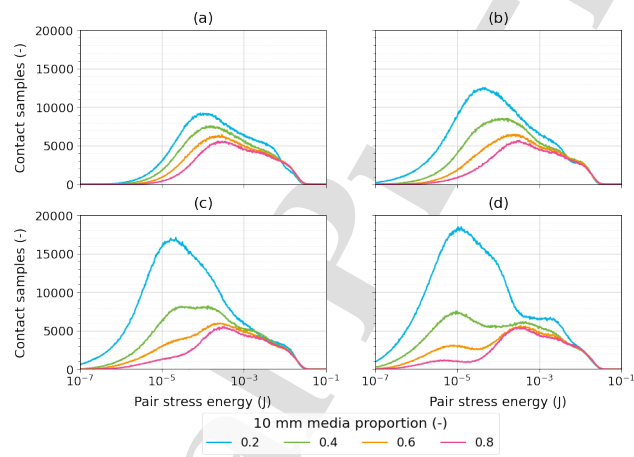 (a) (b)
20000
15000
10000
5000
0
Contact samples (-)
(c) (d)
20000
15000
10000
5000
0
Contact samples (-)
10⁻⁷ 10⁻⁵ 10⁻³ 10⁻¹ 10⁻⁷ 10⁻⁵ 10⁻³ 10⁻¹
Pair stress energy (J) Pair stress energy (J)
10 mm media proportion (-)
0.2 0.4 0.6 0.8